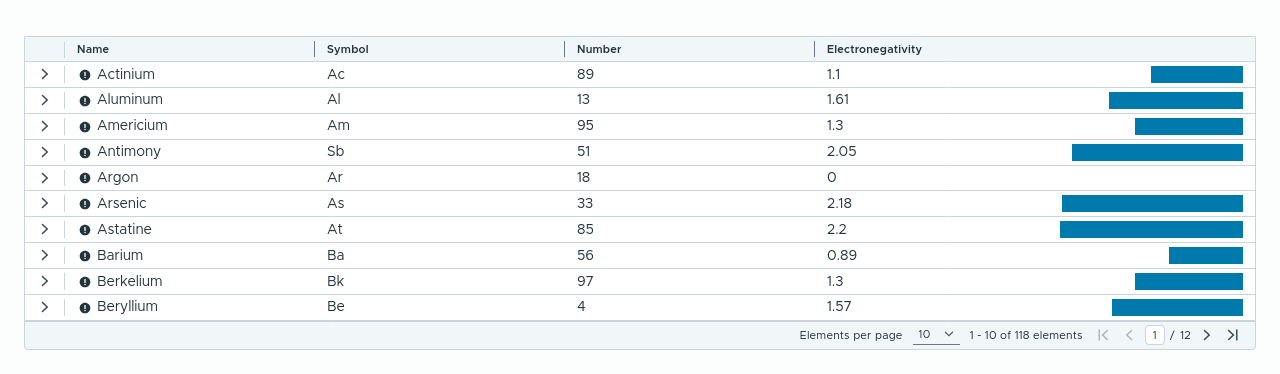 Name Symbol Number Electronegativity
Actinium Ac 89 1.1
Aluminum Al 13 1.61
Americium Am 95 1.3
Antimony Sb 51 2.05
Argon Ar 18 0
Arsenic As 33 2.18
Astatine At 85 2.2
Barium Ba 56 0.89
Berkelium Bk 97 1.3
Beryllium Be 4 1.57
Elements per page 10 1 - 10 of 118 elements 1 / 12